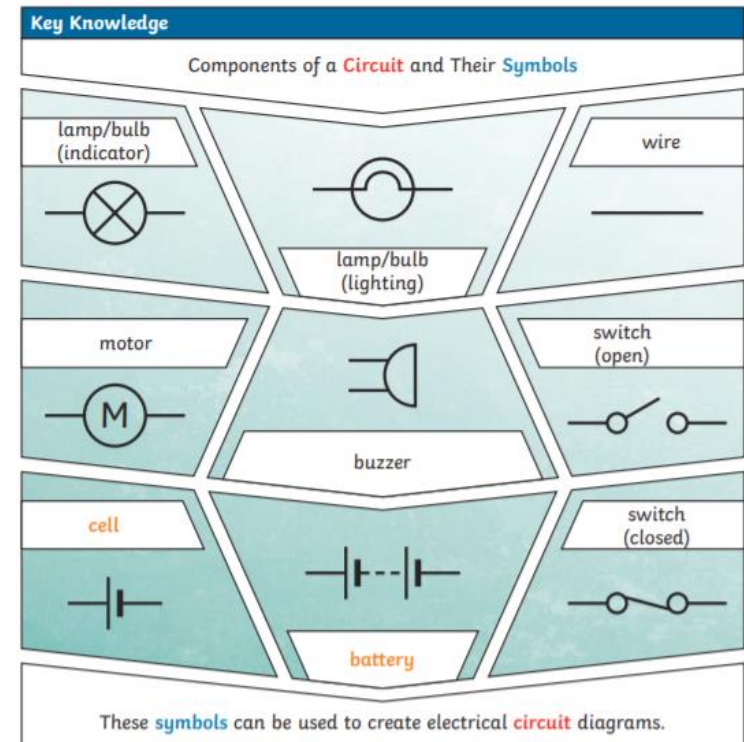 Key Knowledge
Components of a Circuit and Their Symbols
lamp/bulb
(indicator)
lamp/bulb
(lighting)
wire
motor
M
buzzer
switch
(open)
cell
battery
switch
(closed)
These symbols can be used to create electrical circuit diagrams.